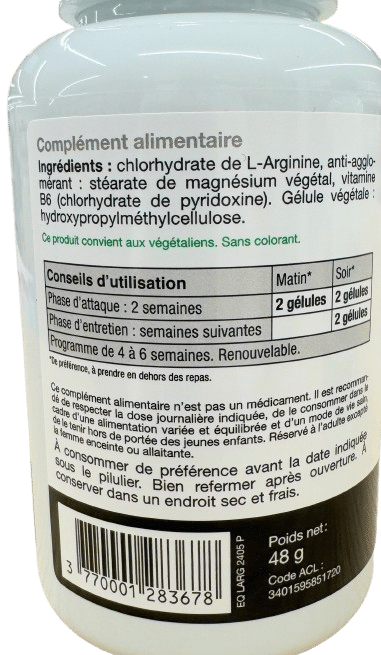 Complément alimentaire
Ingrédients : chlorhydrate de L-Arginine, anti-agglo-
mérant : stéarate de magnésium végétal, vitamine
B6 (chlorhydrate de pyridoxine). Gélule végétale :
hydroxypropylméthylcellulose.
Ce produit convient aux végétaliens. Sans colorant.
Conseils d'utilisation Matin* Soir*
Phase d'attaque : 2 semaines 2 gélules 2 gélules
Phase d'entretien : semaines suivantes 2 gélules
Programme de 4 à 6 semaines. Renouvelable.
*De préférence, à prendre en dehors des repas.
Ce complément alimentaire n'est pas un médicament. Il est recomman-
dé de respecter la dose journalière indiquée, de le consommer dans le
cadre d'une alimentation variée et équilibrée et d'un mode de vie sain,
de le tenir hors de portée des jeunes enfants. Réservé à l'adulte excepté
la femme enceinte ou allaitante.
À consommer de préférence avant la date indiquée
sous le pilulier. Bien refermer après ouverture. À
conserver dans un endroit sec et frais.
3 770001 283678
EQ LARG 2405 P
Poids net:
48 g
Code ACL :
3401595851720